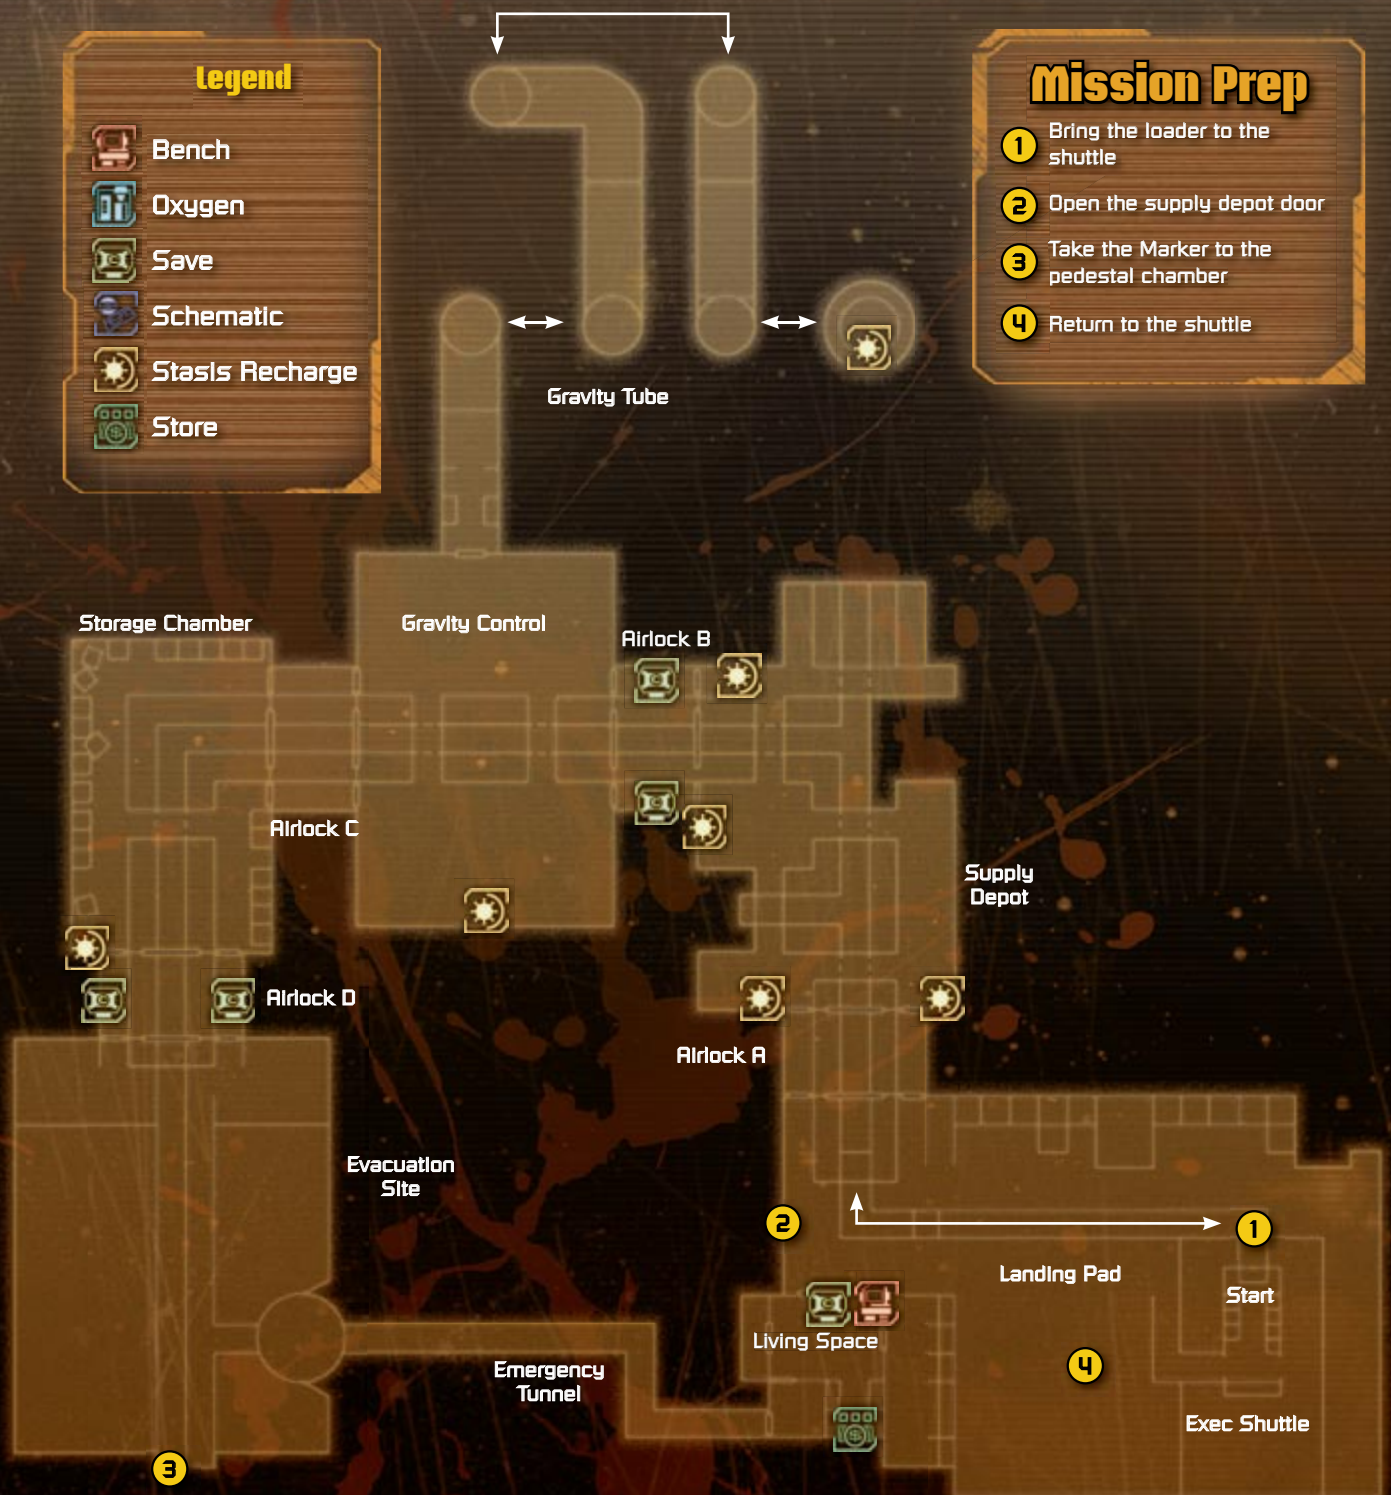 Legend
Bench
Oxygen
Save
Schematic
Stasis Recharge
Store
Mission Prep
1 Bring the loader to the
shuttle
2 Open the supply depot door
3 Take the Marker to the
pedestal chamber
4 Return to the shuttle
Gravity Tube
Storage Chamber
Gravity Control
Airlock B
Airlock C
Supply
Depot
Airlock D
Airlock A
Evacuation
Site
2
1
Landing Pad
Start
Living Space
4
Emergency
Tunnel
Exec Shuttle
3